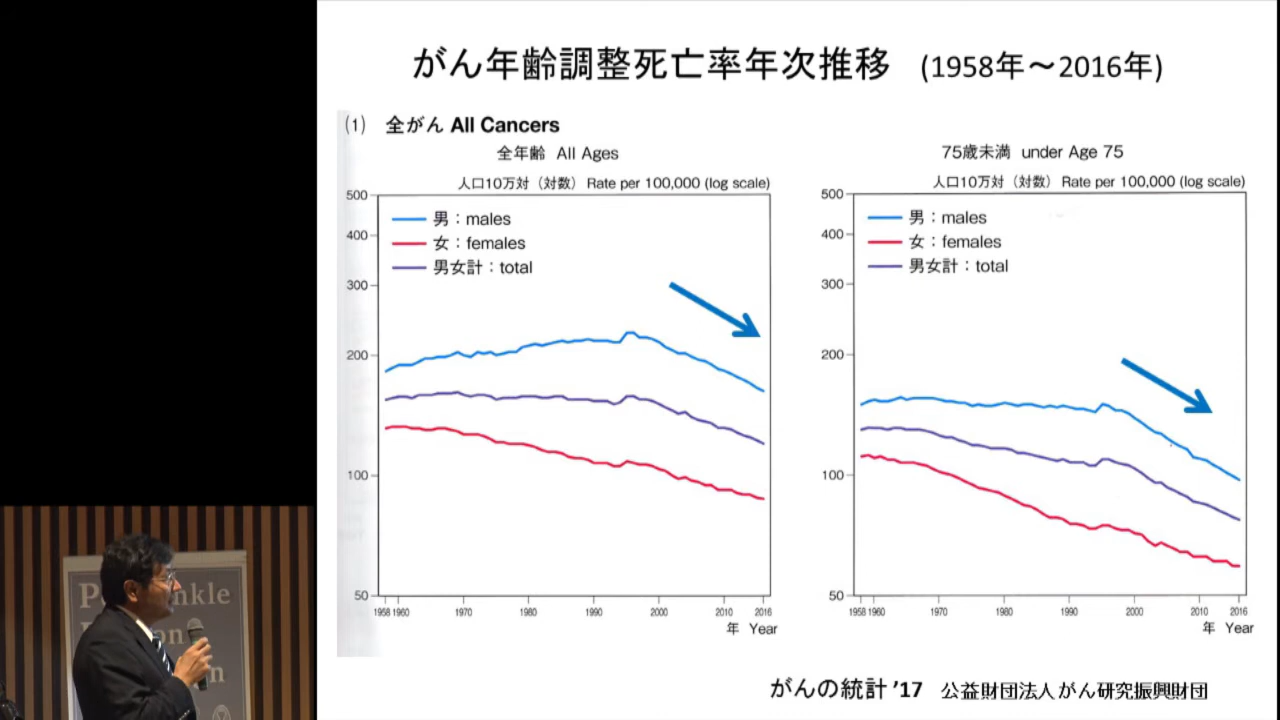 がん年齢調整死亡率年次推移 (1958年～2016年)
(1) 全がん All Cancers
全年齢 All Ages
人口10万対（対数）Rate per 100,000 (log scale)
500
400
300
200
100
50
男：males
女：females
男女計：total
1958 1960 1970 1980 1990 2000 2010 2016
年 Year
75歳未満 under Age 75
人口10万対（対数）Rate per 100,000 (log scale)
500
400
300
200
100
50
男：males
女：females
男女計：total
1958 1960 1970 1980 1990 2000 2010 2016
年 Year
がんの統計 ’17 公益財団法人 がん研究振興財団